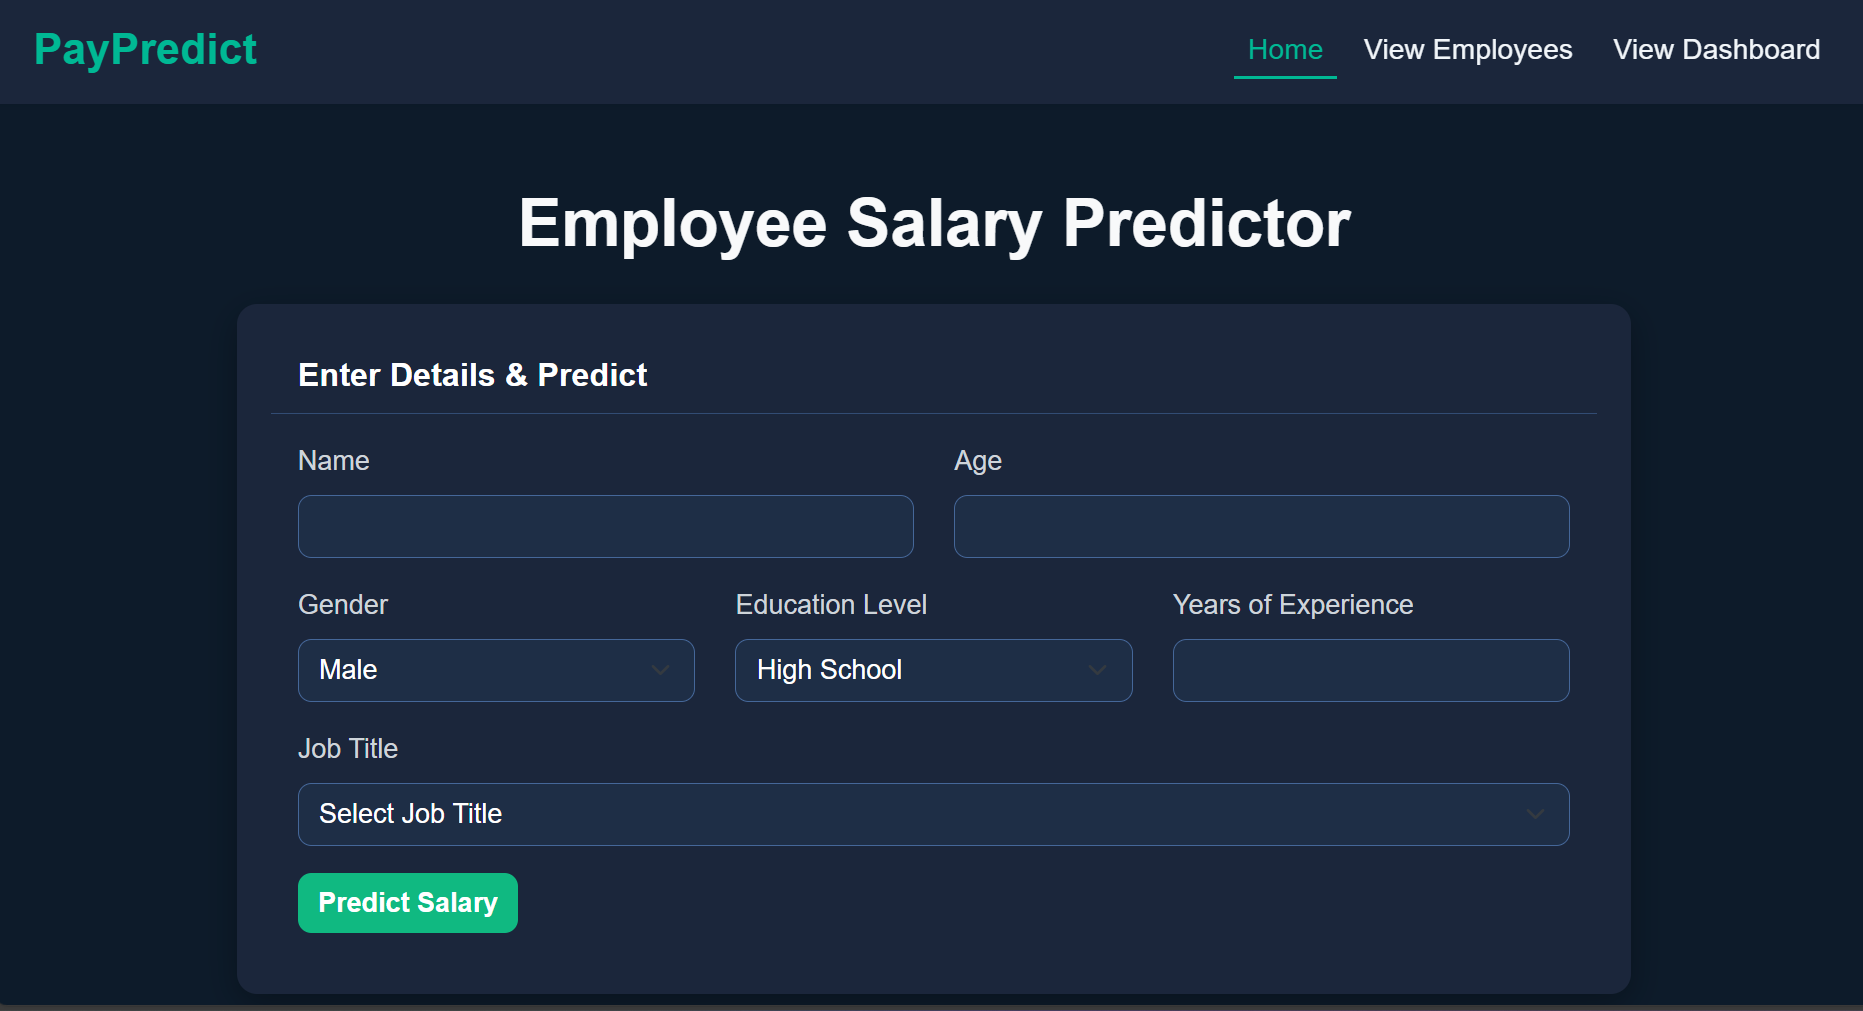 PayPredict
Home View Employees View Dashboard
Employee Salary Predictor
Enter Details & Predict
Name Age
Gender Education Level Years of Experience
Male High School
Job Title
Select Job Title
Predict Salary